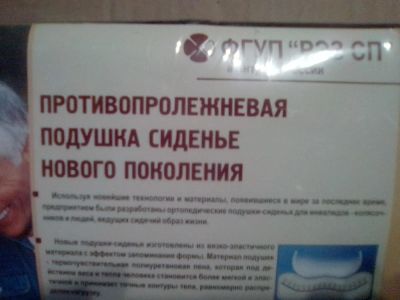 ФГУП "РЭЗ СП"
ПРОТИВОПРОЛЕЖНЕВАЯ
ПОДУШКА СИДЕНЬЕ
НОВОГО ПОКОЛЕНИЯ
Используя новейшие технологии и материалы, появившиеся в мире за последнее время,
предприятием были разработаны ортопедические подушки-сиденья для инвалидов - колясоч-
ников и людей, ведущих сидячий образ жизни.
Новые подушки-сиденья изготовлены из вязко-эластичного
материала с эффектом запоминания формы. Материал подушки
- термочувствительная полиуретановая пена, которая под де-
йствием веса и тепла человека становится более мягкой и элас-
тичной и принимает точные контуры тела, равномерно распре-